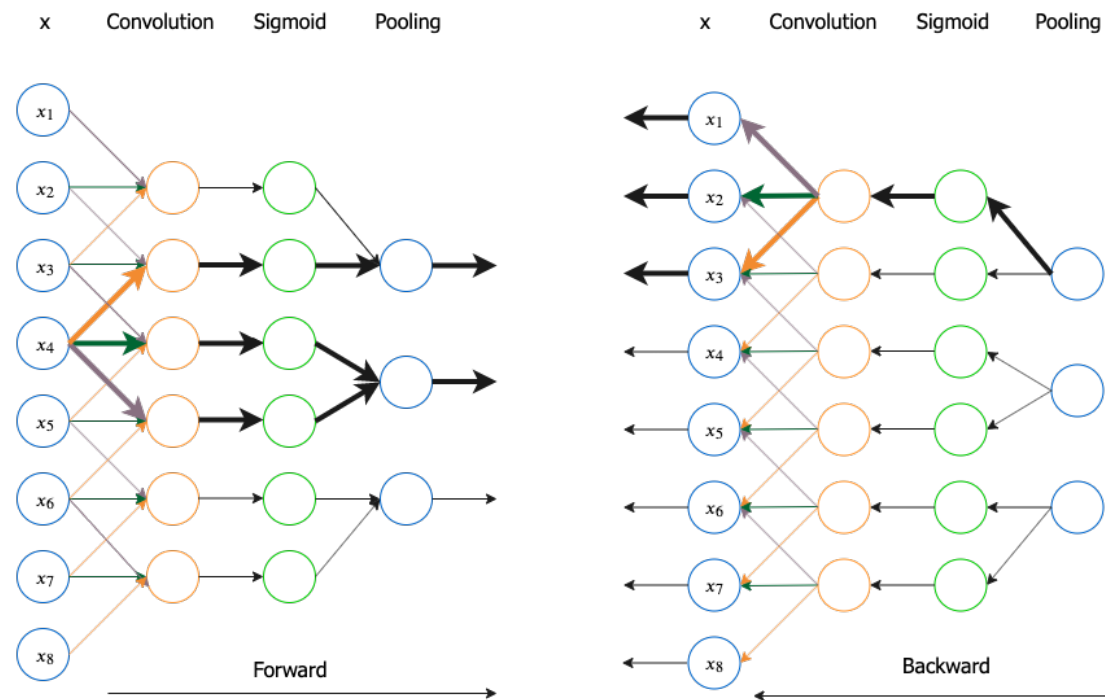 x Convolution Sigmoid Pooling
x1
x2
x3
x4
x5
x6
x7
x8
Forward
x Convolution Sigmoid Pooling
x1
x2
x3
x4
x5
x6
x7
x8
Backward